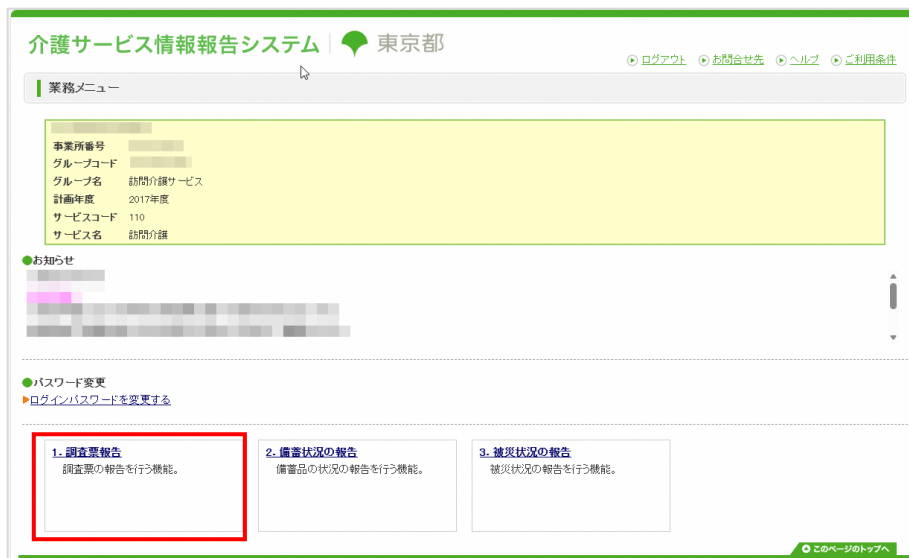 介護サービス情報報告システム 東京都
ログアウト お問合せ先 ヘルプ ご利用条件
業務メニュー
事業所番号
グループコード
グループ名 訪問介護サービス
計画年度 2017年度
サービスコード 110
サービス名 訪問介護
●お知らせ
●パスワード変更
ログインパスワードを変更する
1. 調査票報告
調査票の報告を行う機能。
2. 備蓄状況の報告
備蓄品の状況の報告を行う機能。
3. 被災状況の報告
被災状況の報告を行う機能。
このページのトップへ